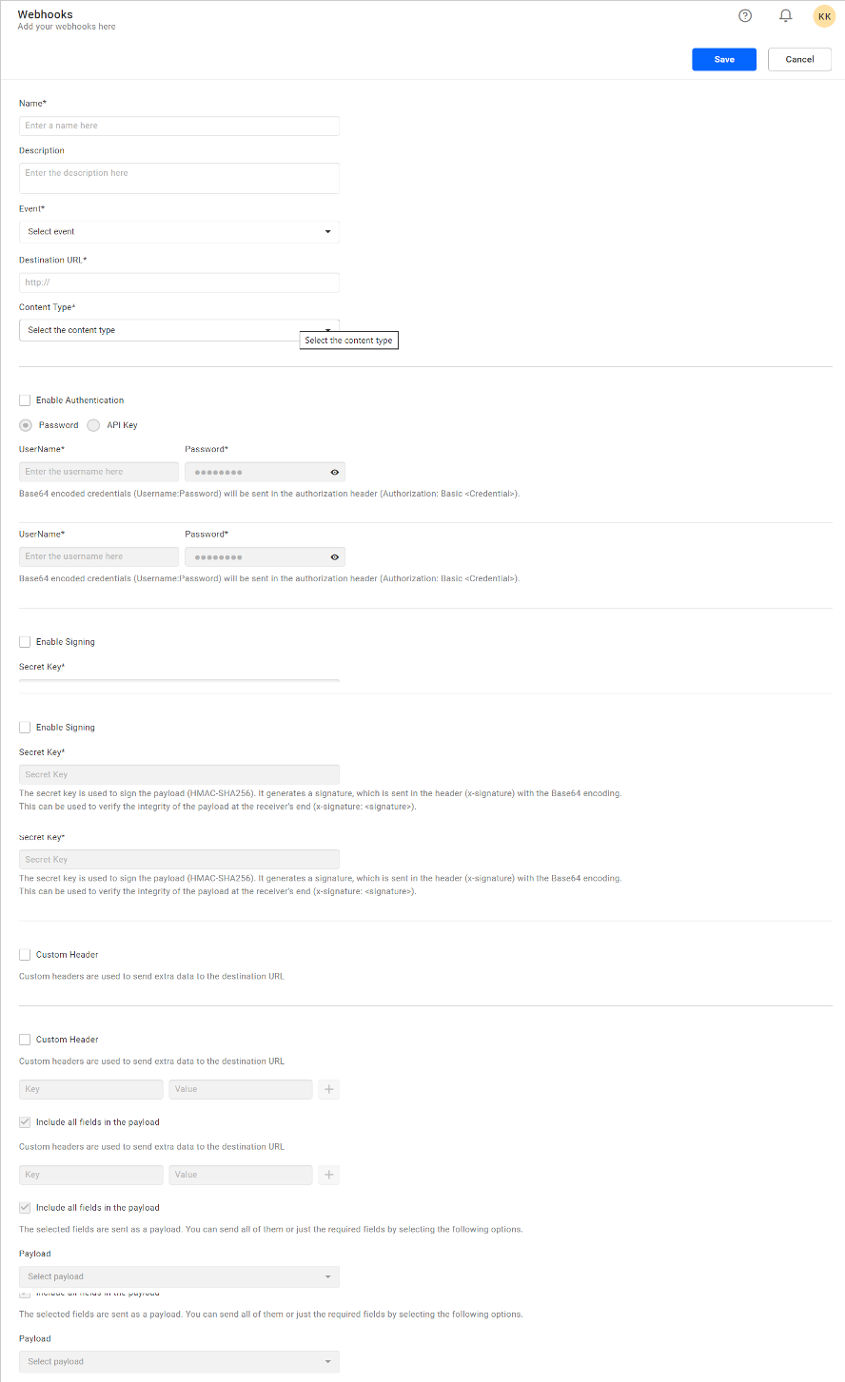 Webhooks
Add your webhooks here
KK
Save Cancel
Name*
Enter a name here
Description
Enter the description here
Event*
Select event
Destination URL*
http://
Content Type*
Select the content type
Select the content type
Enable Authentication
Password API Key
UserName* Password*
Enter the username here
Base64 encoded credentials (Username:Password) will be sent in the authorization header (Authorization: Basic <Credential>).
UserName* Password*
Enter the username here
Base64 encoded credentials (Username:Password) will be sent in the authorization header (Authorization: Basic <Credential>).
Enable Signing
Secret Key*
Enable Signing
Secret Key*
Secret Key
The secret key is used to sign the payload (HMAC-SHA256). It generates a signature, which is sent in the header (x-signature) with the Base64 encoding.
This can be used to verify the integrity of the payload at the receiver's end (x-signature: <signature>).
Secret Key*
Secret Key
The secret key is used to sign the payload (HMAC-SHA256). It generates a signature, which is sent in the header (x-signature) with the Base64 encoding.
This can be used to verify the integrity of the payload at the receiver's end (x-signature: <signature>).
Custom Header
Custom headers are used to send extra data to the destination URL
Custom Header
Custom headers are used to send extra data to the destination URL
Key Value +
Include all fields in the payload
Custom headers are used to send extra data to the destination URL
Key Value +
Include all fields in the payload
The selected fields are sent as a payload. You can send all of them or just the required fields by selecting the following options.
Payload
Select payload
Include all fields in the payload
The selected fields are sent as a payload. You can send all of them or just the required fields by selecting the following options.
Payload
Select payload